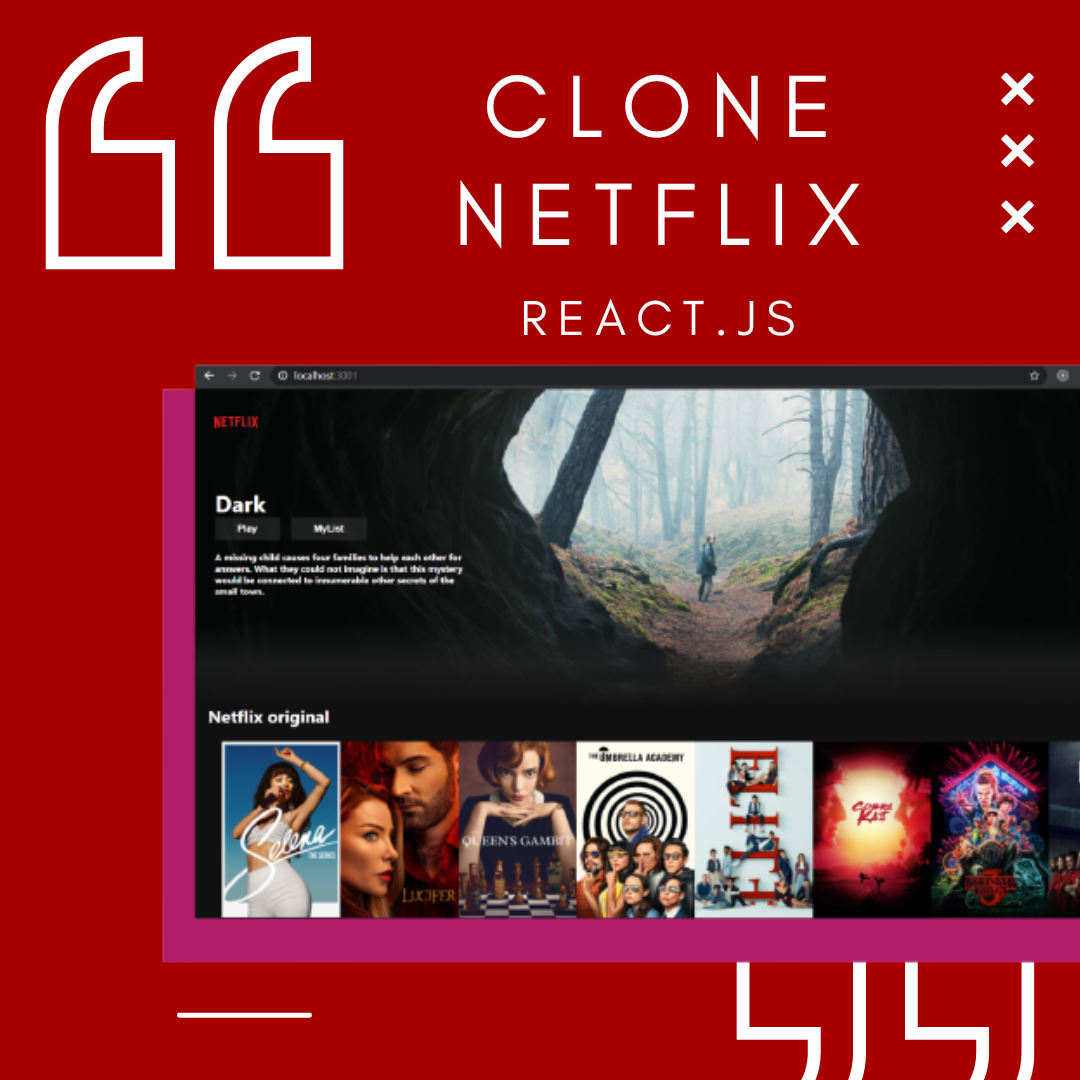 CLONE
NETFLIX
REACT.JS
localhost:3001
NETFLIX
Dark
Play
MyList
A missing child causes four families to help each other for
answers. What they could not imagine is that this mystery
would be connected to innumerable other secrets of the
small town.
Netflix original
Selena
THE SERIES
LUCIFER
QUEEN'S GAMBIT
THE UMBRELLA ACADEMY
ELITE
COBRA
KAI
STRANGER
3